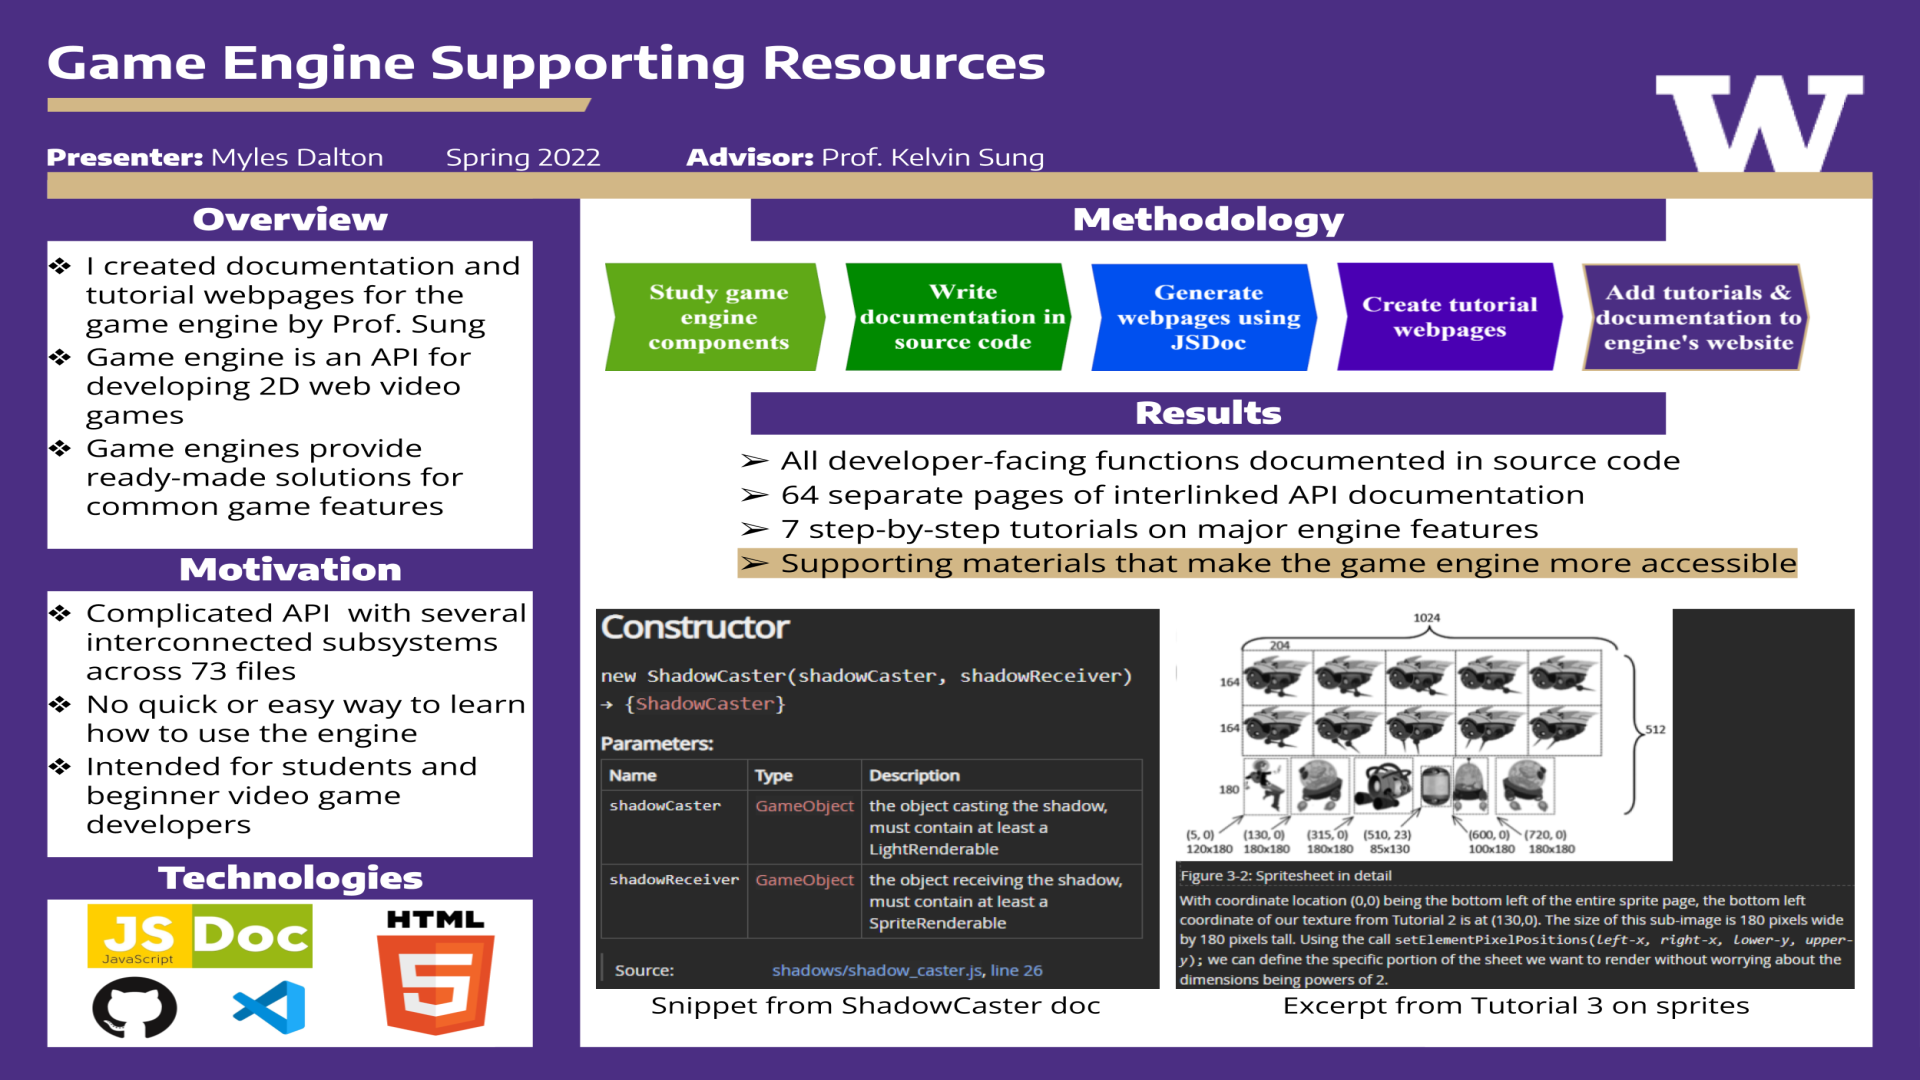 Game Engine Supporting Resources
W
Presenter: Myles Dalton Spring 2022 Advisor: Prof. Kelvin Sung
Overview
❖ I created documentation and
tutorial webpages for the
game engine by Prof. Sung
❖ Game engine is an API for
developing 2D web video
games
❖ Game engines provide
ready-made solutions for
common game features
Motivation
❖ Complicated API with several
interconnected subsystems
across 73 files
❖ No quick or easy way to learn
how to use the engine
❖ Intended for students and
beginner video game
developers
Technologies
JS Doc
JavaScript
HTML
5
Methodology
Study game
engine
components
Write
documentation in
source code
Generate
webpages using
JSDoc
Create tutorial
webpages
Add tutorials &
documentation to
engine's website
Results
➢ All developer-facing functions documented in source code
➢ 64 separate pages of interlinked API documentation
➢ 7 step-by-step tutorials on major engine features
➢ Supporting materials that make the game engine more accessible
Constructor
new ShadowCaster(shadowCaster, shadowReceiver)
→ {ShadowCaster}
Parameters:
Name Type Description
shadowCaster GameObject the object casting the shadow,
must contain at least a
LightRenderable
shadowReceiver GameObject the object receiving the shadow,
must contain at least a
SpriteRenderable
Source: shadows/shadow_caster.js, line 26
Snippet from ShadowCaster doc
1024
204
164
164
512
180
(5, 0) (130, 0) (315, 0) (510, 23) (600, 0) (720, 0)
120x180 180x180 180x180 85x130 100x180 180x180
Figure 3-2: Spritesheet in detail
With coordinate location (0,0) being the bottom left of the entire sprite page, the bottom left
coordinate of our texture from Tutorial 2 is at (130,0). The size of this sub-image is 180 pixels wide
by 180 pixels tall. Using the call setElementPixelPositions(left-x, right-x, lower-y, upper-
y); we can define the specific portion of the sheet we want to render without worrying about the
dimensions being powers of 2.
Excerpt from Tutorial 3 on sprites